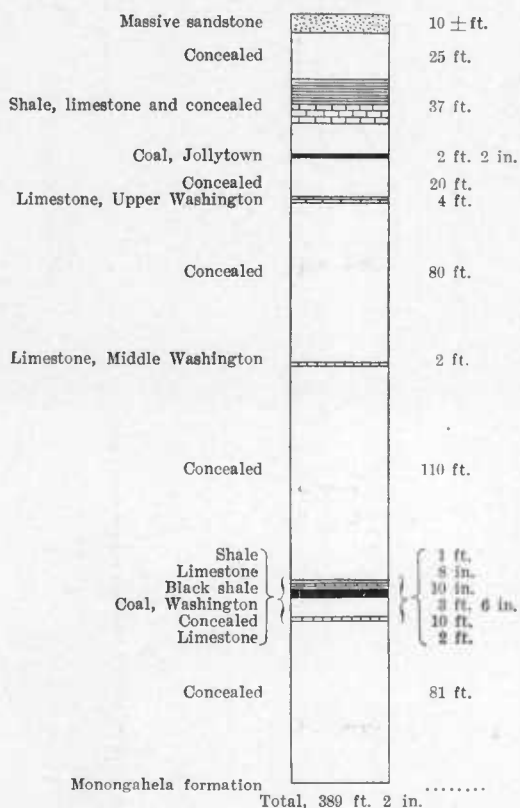 Massive sandstone 10 ± ft.
Concealed 25 ft.
Shale, limestone and concealed 37 ft.
Coal, Jollytown 2 ft. 2 in.
Concealed 20 ft.
Limestone, Upper Washington 4 ft.
Concealed 80 ft.
Limestone, Middle Washington 2 ft.
Concealed 110 ft.
Shale 1 ft.
Limestone 8 in.
Black shale 10 in.
Coal, Washington 3 ft. 6 in.
Concealed 10 ft.
Limestone 2 ft.
Concealed 81 ft.
Monongahela formation ........
Total, 389 ft. 2 in.